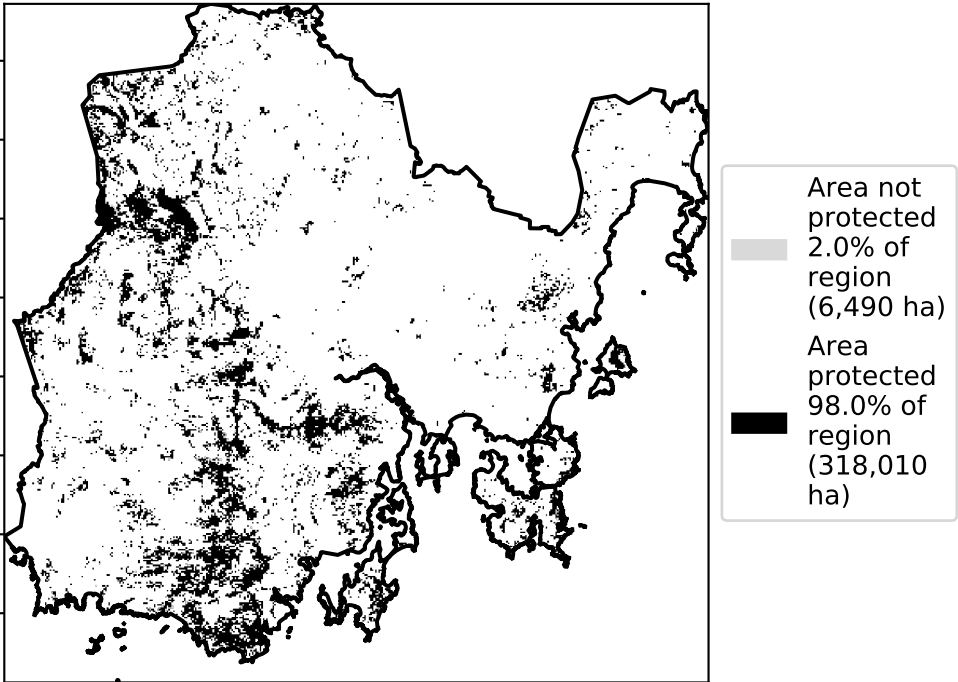 Area not
protected
2.0% of
region
(6,490 ha)
Area
protected
98.0% of
region
(318,010
ha)